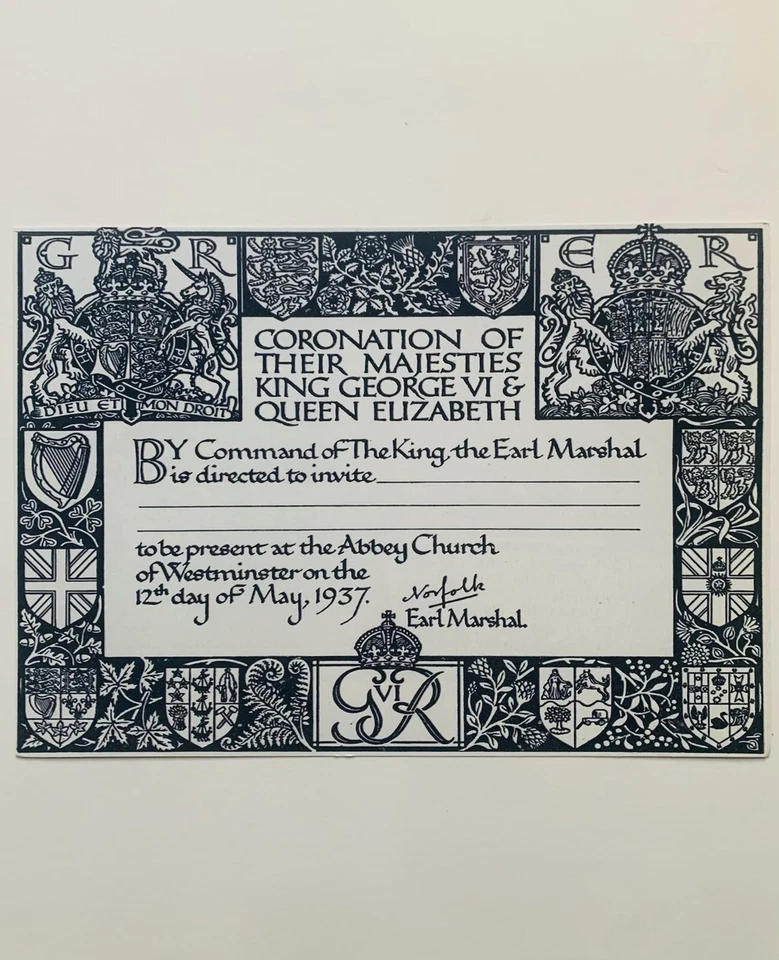 G R
E R
DIEU ET MON DROIT
CORONATION OF
THEIR MAJESTIES
KING GEORGE VI &
QUEEN ELIZABETH
BY Command of The King, the Earl Marshal
is directed to invite
to be present at the Abbey Church
of Westminster on the
12th day of May, 1937.
Norfolk
Earl Marshal.
G VI R